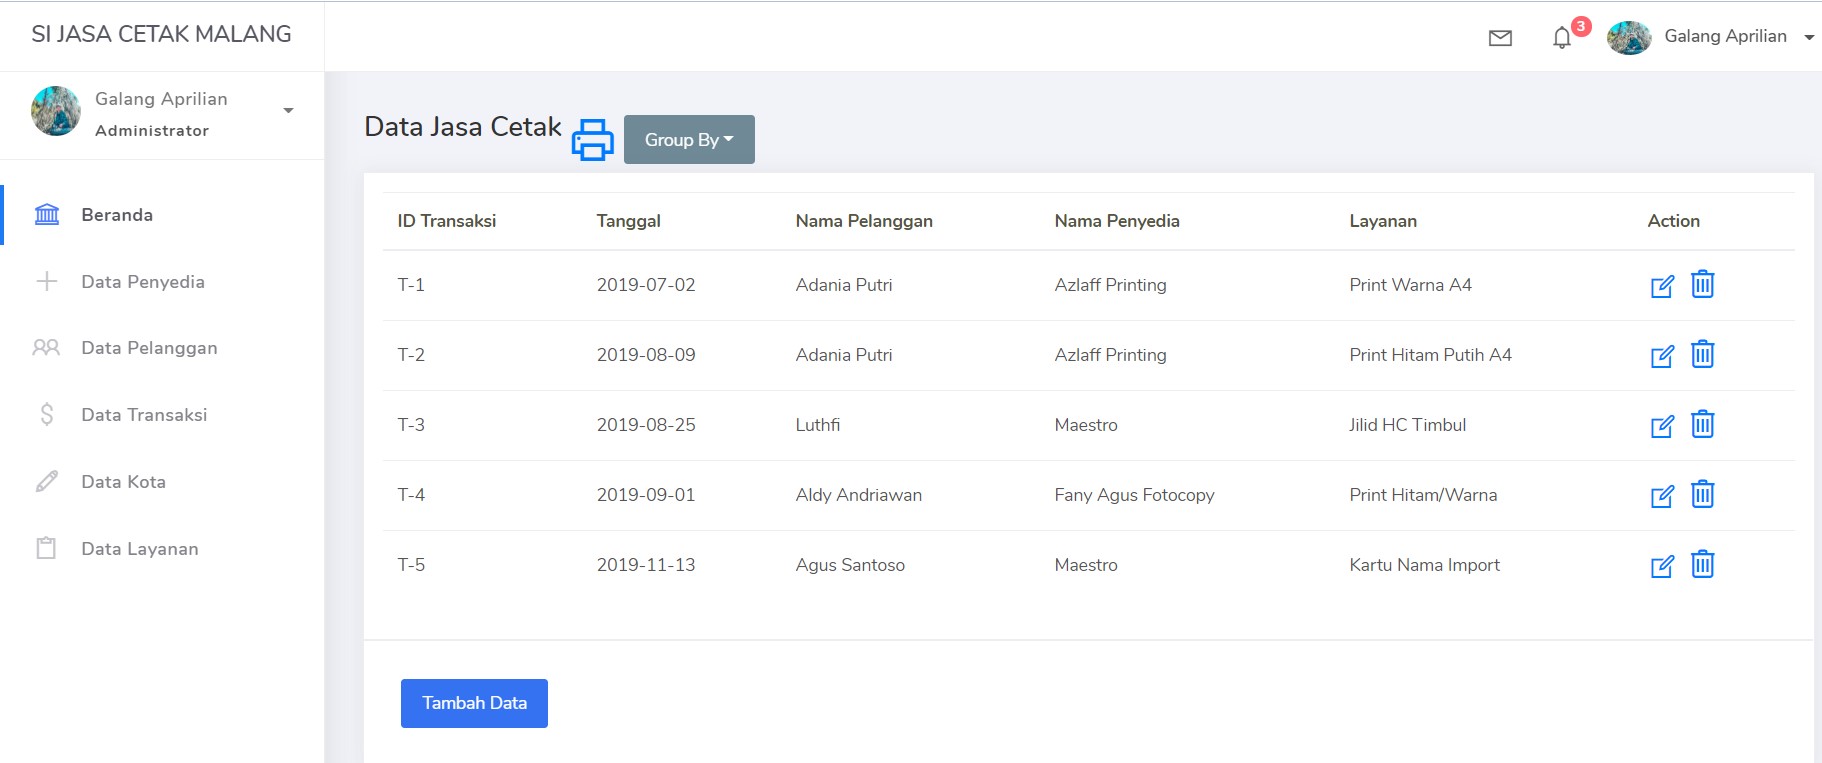 SI JASA CETAK MALANG
3
Galang Aprilian
Galang Aprilian
Administrator
Beranda
Data Penyedia
Data Pelanggan
Data Transaksi
Data Kota
Data Layanan
Data Jasa Cetak
Group By
ID Transaksi Tanggal Nama Pelanggan Nama Penyedia Layanan Action
T-1 2019-07-02 Adania Putri Azlaff Printing Print Warna A4
T-2 2019-08-09 Adania Putri Azlaff Printing Print Hitam Putih A4
T-3 2019-08-25 Luthfi Maestro Jilid HC Timbul
T-4 2019-09-01 Aldy Andriawan Fany Agus Fotocopy Print Hitam/Warna
T-5 2019-11-13 Agus Santoso Maestro Kartu Nama Import
Tambah Data